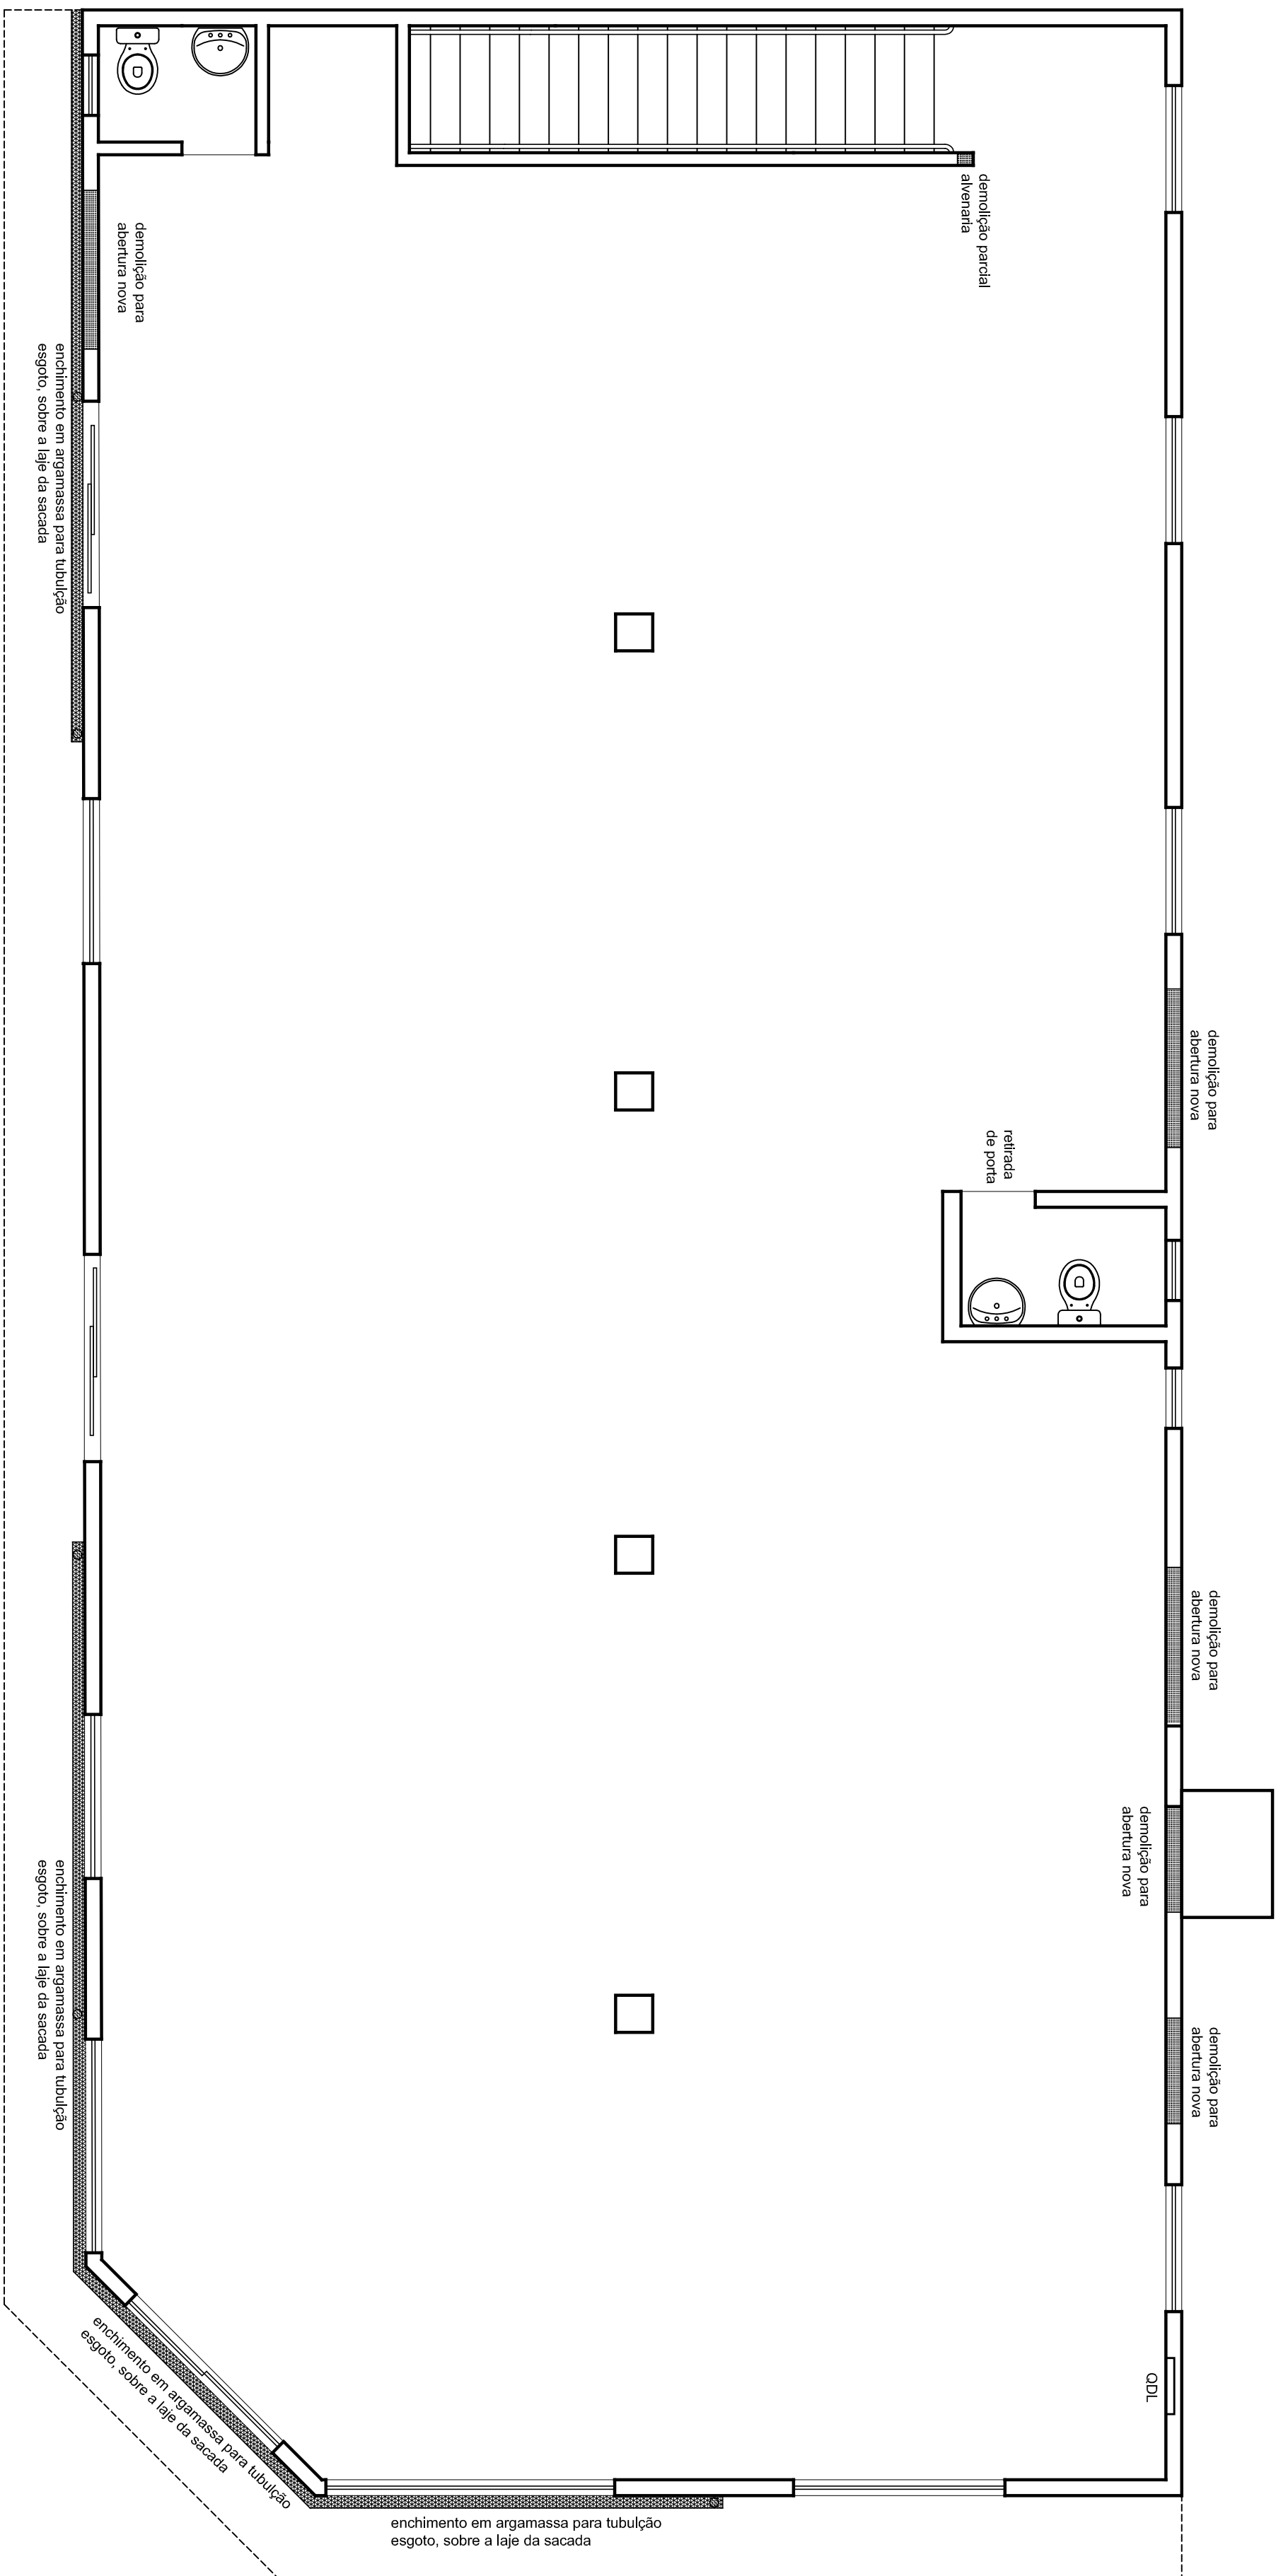 demolição parcial
alvenaria
demolição para
abertura nova
enchimento em argamassa para tubulção
esgoto, sobre a laje da sacada
demolição para
abertura nova
retirada
de porta
demolição para
abertura nova
demolição para
abertura nova
enchimento em argamassa para tubulção
esgoto, sobre a laje da sacada
demolição para
abertura nova
enchimento em argamassa para tubulção
esgoto, sobre a laje da sacada
QDL
enchimento em argamassa para tubulção
esgoto, sobre a laje da sacada